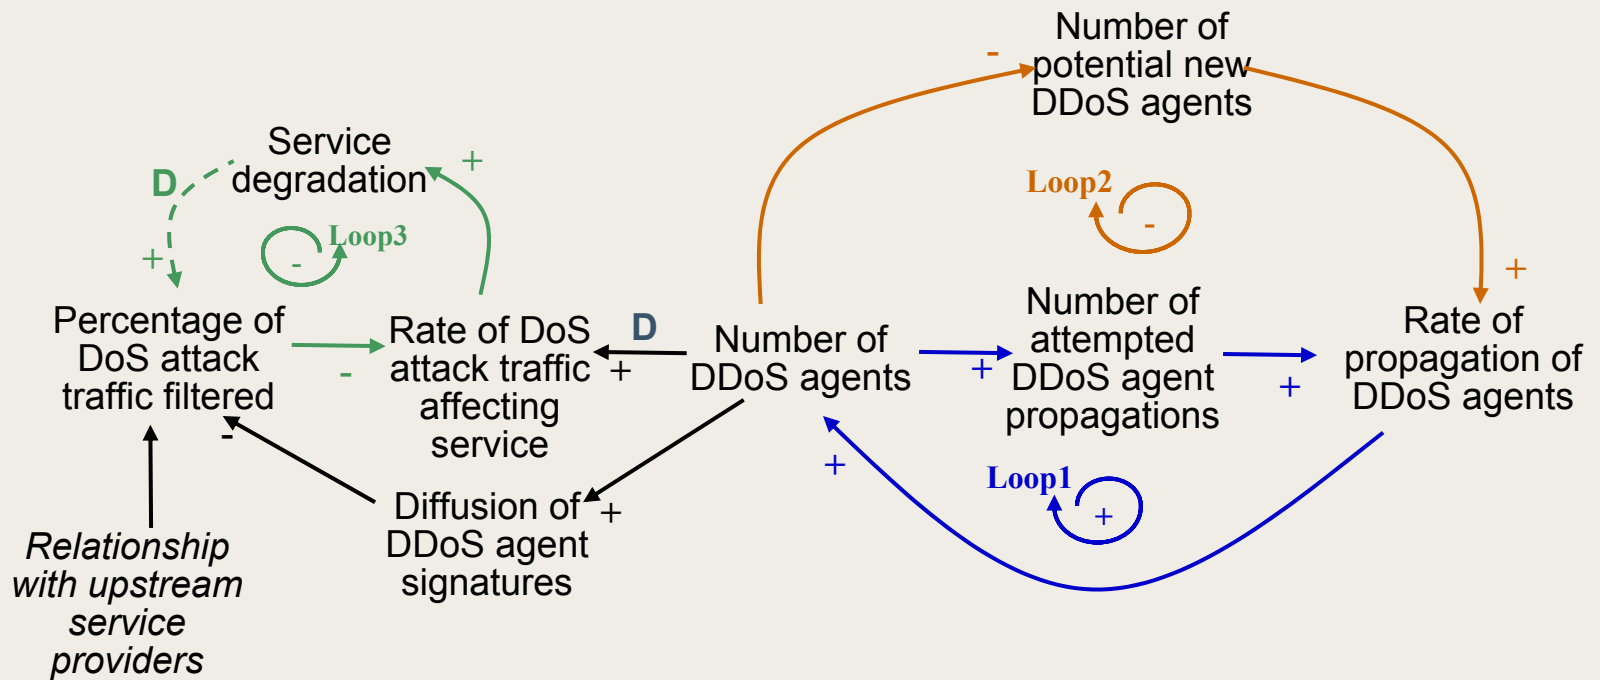 Number of
potential new
DDoS agents
-
Service
degradation
+
D
+
Loop3
-
Loop2
-
+
Percentage of
DoS attack
traffic filtered
-
Rate of DoS
attack traffic
affecting
service
D
+
Number of
DDoS agents
+
Number of
attempted
DDoS agent
propagations
+
Rate of
propagation of
DDoS agents
-
+
Loop1
+
Diffusion of
DDoS agent
signatures
+
Relationship
with upstream
service
providers